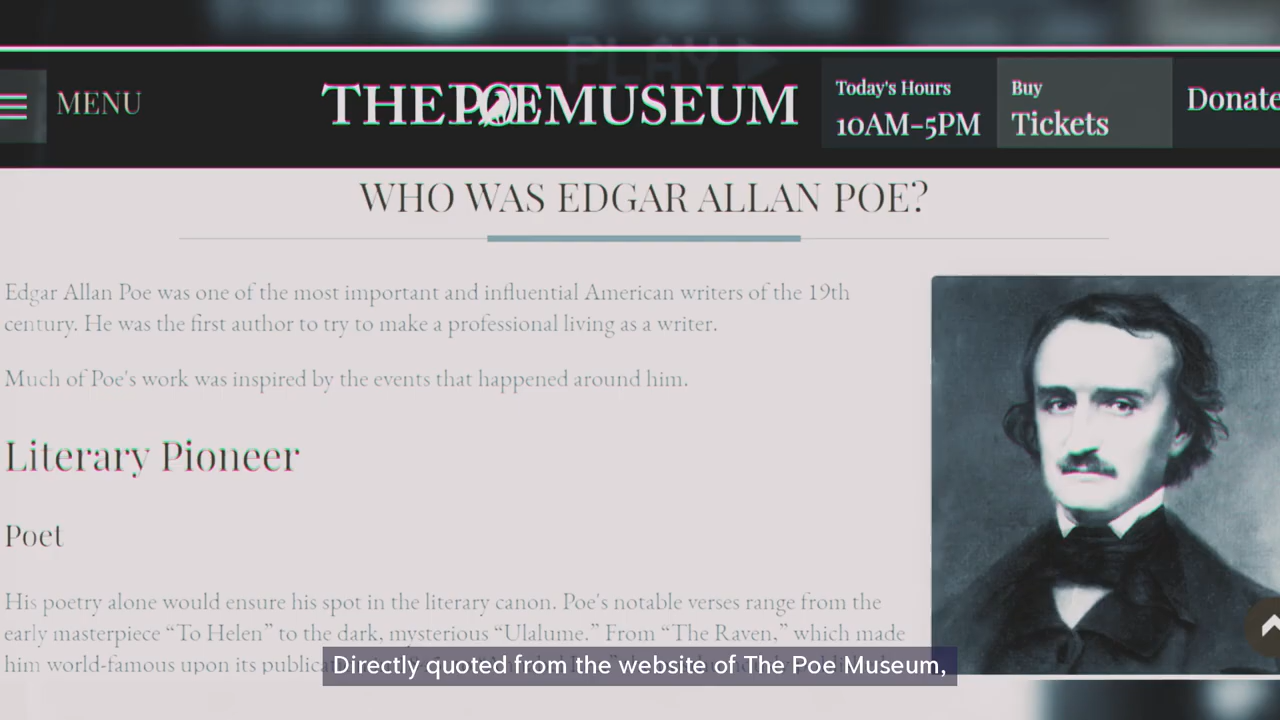 PLAY
MENU
THE POE MUSEUM
Today's Hours
10AM–5PM
Buy
Tickets
Donate
WHO WAS EDGAR ALLAN POE?
Edgar Allan Poe was one of the most important and influential American writers of the 19th
century. He was the first author to try to make a professional living as a writer.
Much of Poe's work was inspired by the events that happened around him.
Literary Pioneer
Poet
His poetry alone would ensure his spot in the literary canon. Poe's notable verses range from the
early masterpiece “To Helen” to the dark, mysterious “Ulalume.” From “The Raven,” which made
him world-famous upon its
Directly quoted from the website of The Poe Museum,